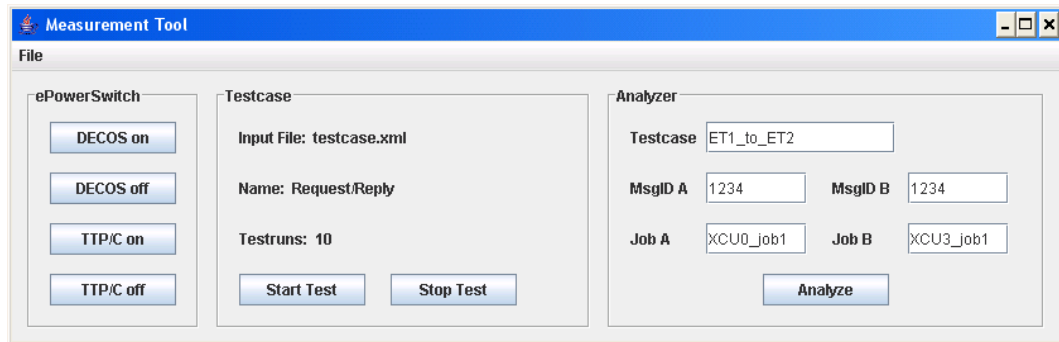 Measurement Tool
File
ePowerSwitch
DECOS on
DECOS off
TTP/C on
TTP/C off
Testcase
Input File: testcase.xml
Name: Request/Reply
Testruns: 10
Start Test
Stop Test
Analyzer
Testcase ET1_to_ET2
MsgID A 1234 MsgID B 1234
Job A XCU0_job1 Job B XCU3_job1
Analyze